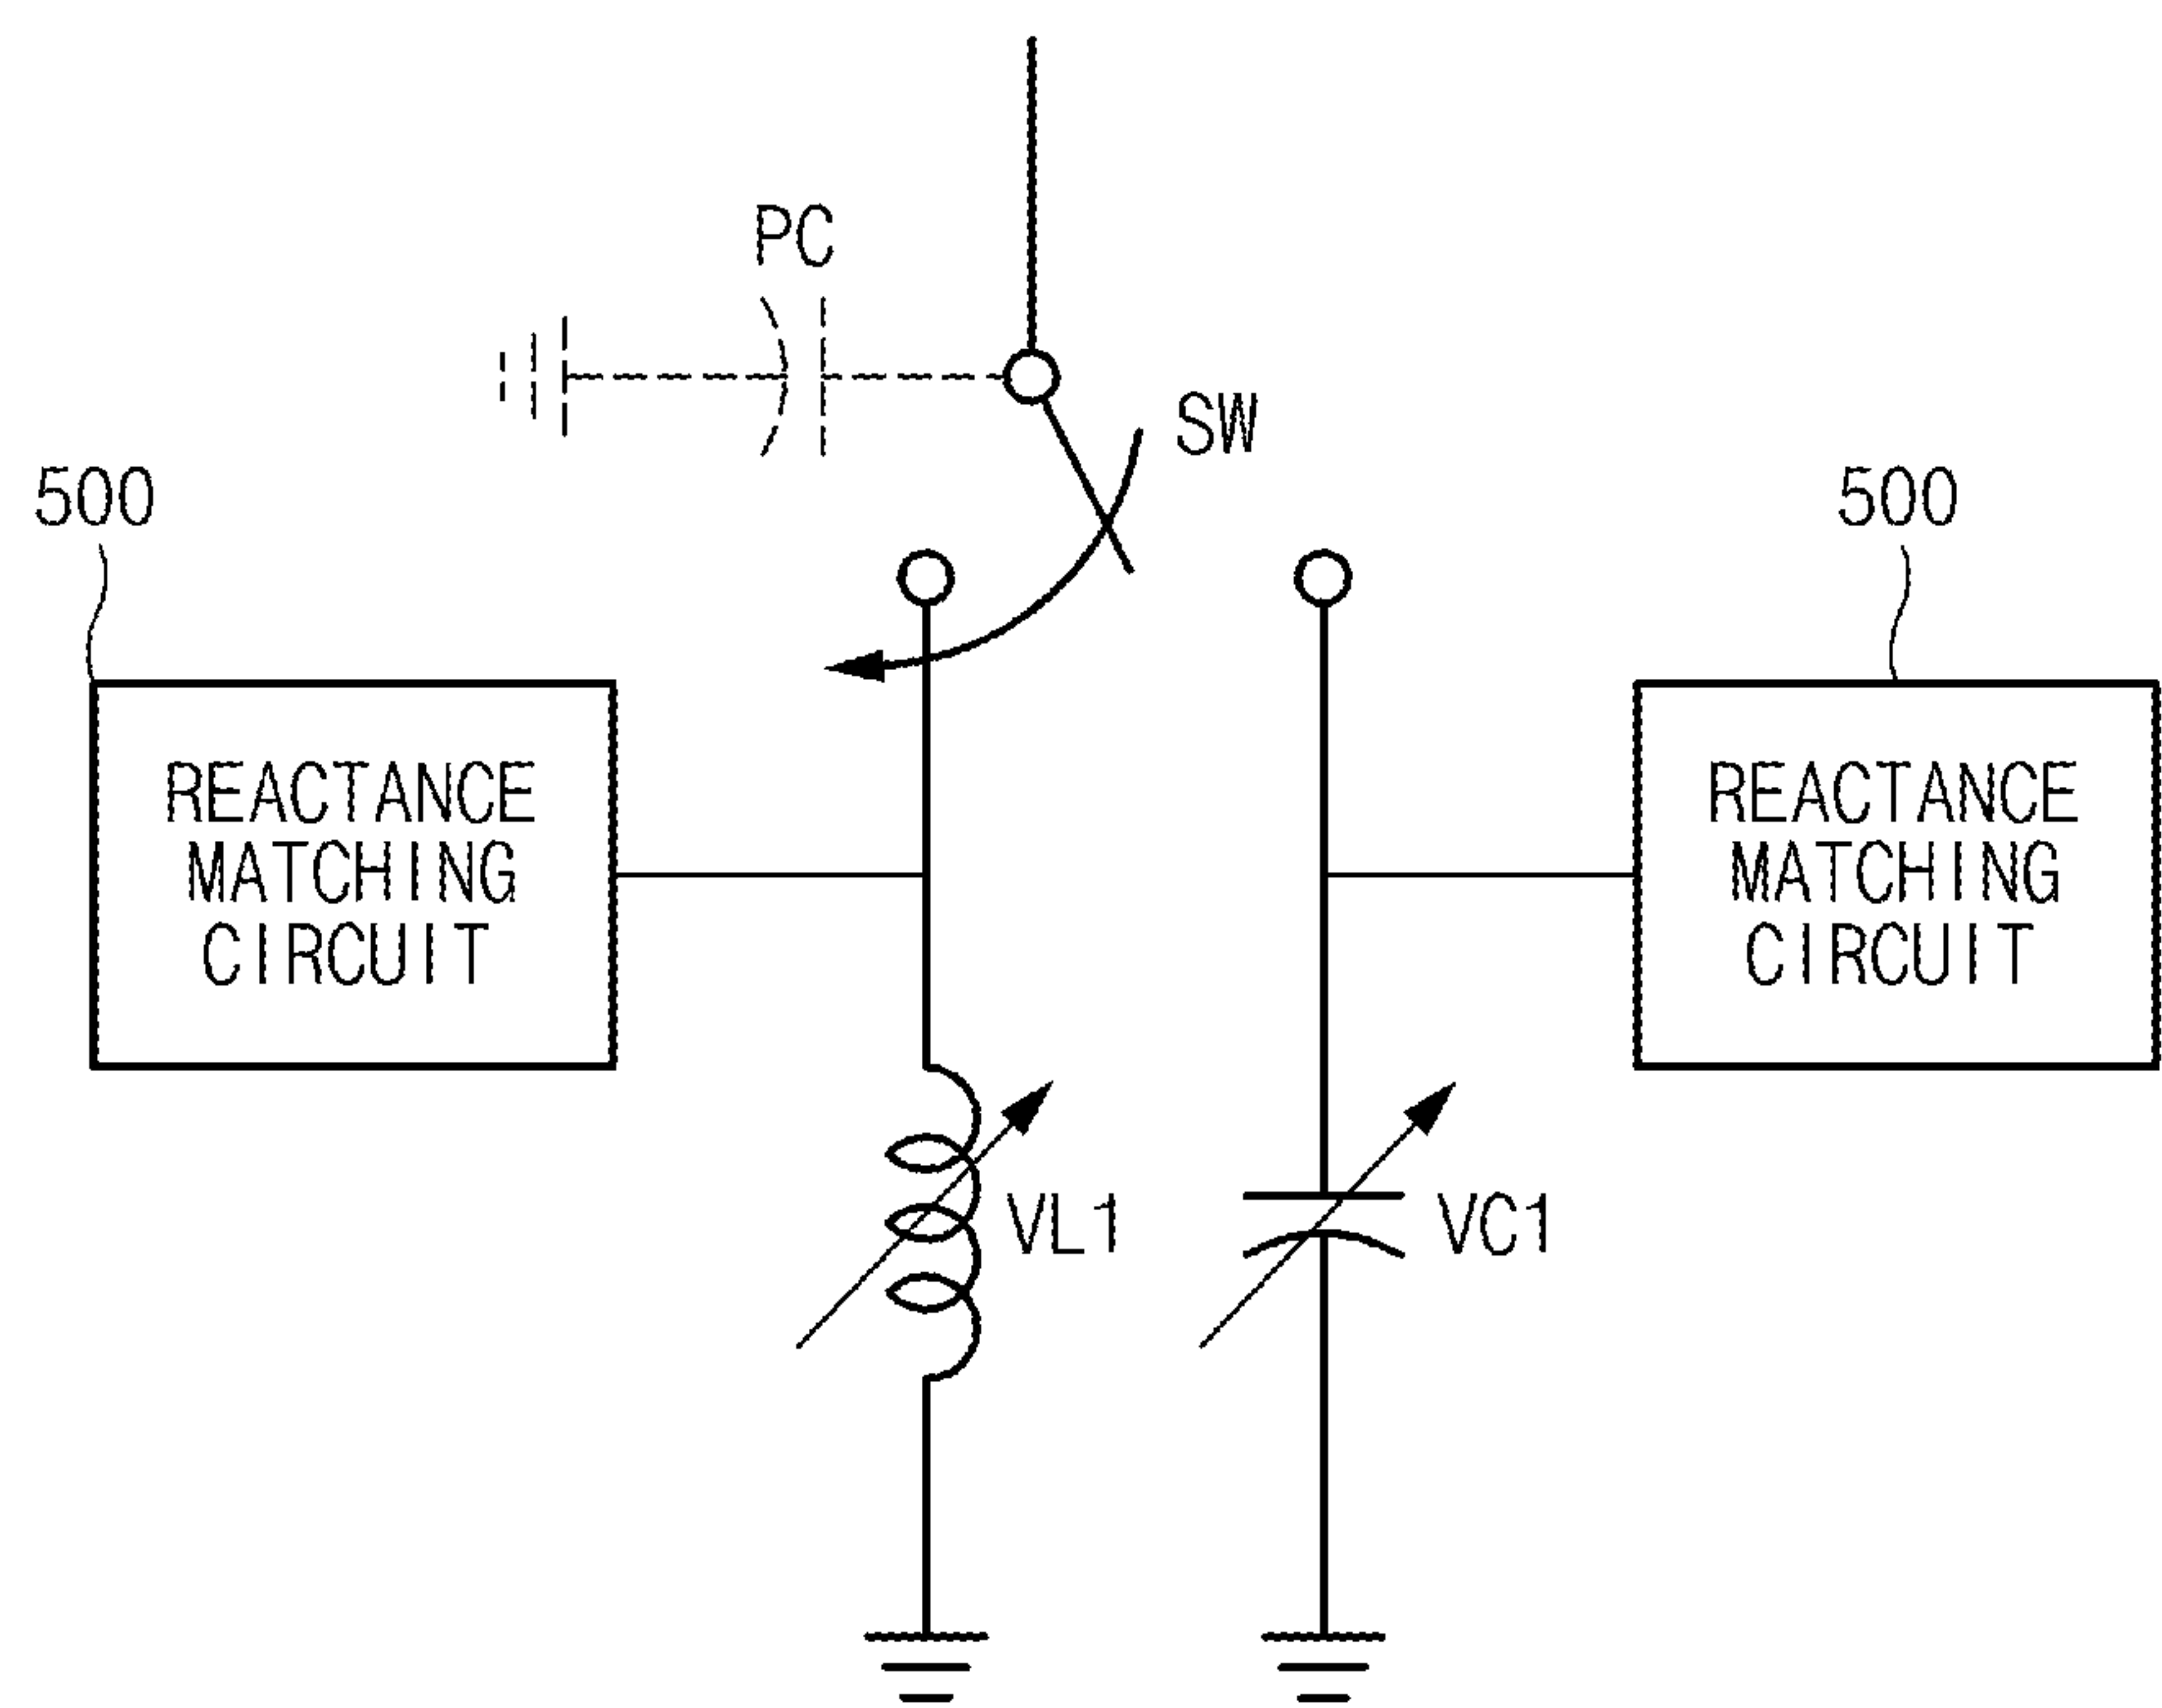 PC
SW
500
500
REACTANCE
MATCHING
CIRCUIT
REACTANCE
MATCHING
CIRCUIT
VL1
VC1